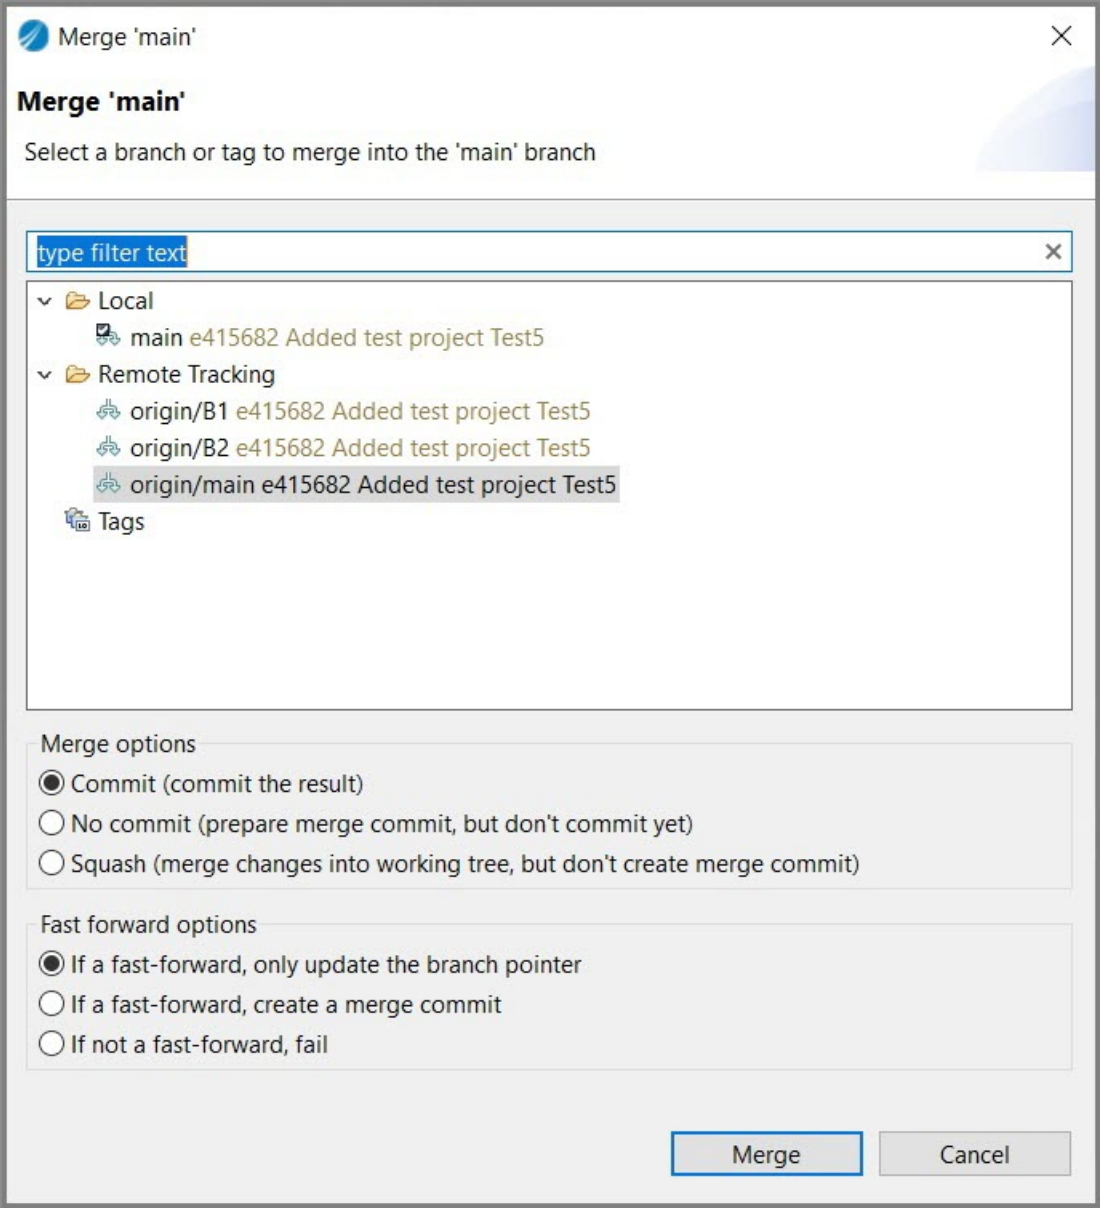 Merge 'main'
Merge 'main'
Select a branch or tag to merge into the 'main' branch
type filter text
Local
main e415682 Added test project Test5
Remote Tracking
origin/B1 e415682 Added test project Test5
origin/B2 e415682 Added test project Test5
origin/main e415682 Added test project Test5
Tags
Merge options
Commit (commit the result)
No commit (prepare merge commit, but don't commit yet)
Squash (merge changes into working tree, but don't create merge commit)
Fast forward options
If a fast-forward, only update the branch pointer
If a fast-forward, create a merge commit
If not a fast-forward, fail
Merge Cancel